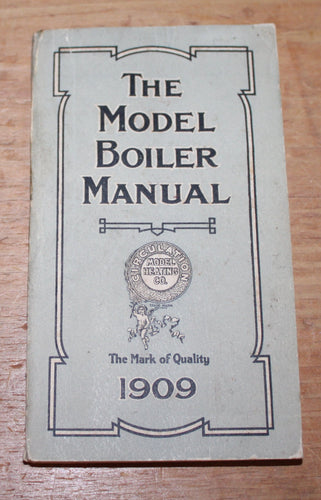 THE
MODEL
BOILER
MANUAL
CIRCULATION
MODEL
HEATING
CO.
The Mark of Quality
1909